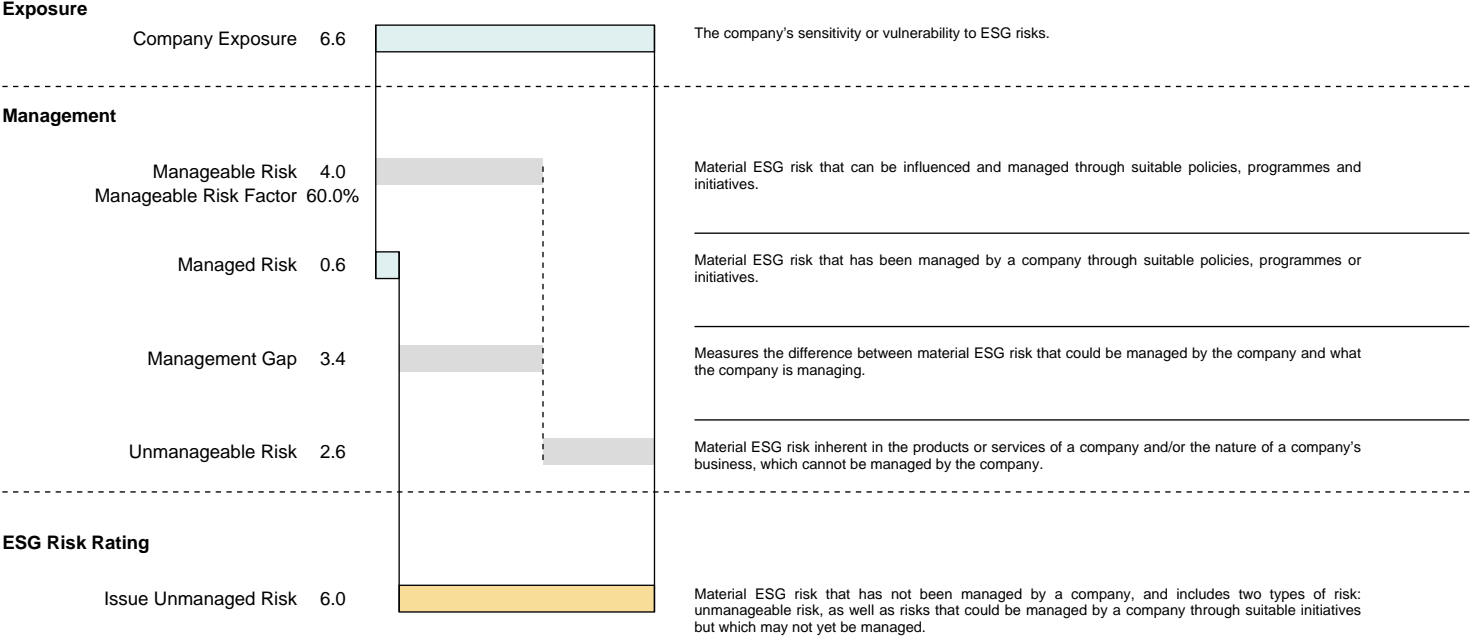 Exposure
Company Exposure 6.6
The company’s sensitivity or vulnerability to ESG risks.
Management
Manageable Risk 4.0
Manageable Risk Factor 60.0%
Material ESG risk that can be influenced and managed through suitable policies, programmes and
initiatives.
Managed Risk 0.6
Material ESG risk that has been managed by a company through suitable policies, programmes or
initiatives.
Management Gap 3.4
Measures the difference between material ESG risk that could be managed by the company and what
the company is managing.
Unmanageable Risk 2.6
Material ESG risk inherent in the products or services of a company and/or the nature of a company’s
business, which cannot be managed by the company.
ESG Risk Rating
Issue Unmanaged Risk 6.0
Material ESG risk that has not been managed by a company, and includes two types of risk:
unmanageable risk, as well as risks that could be managed by a company through suitable initiatives
but which may not yet be managed.